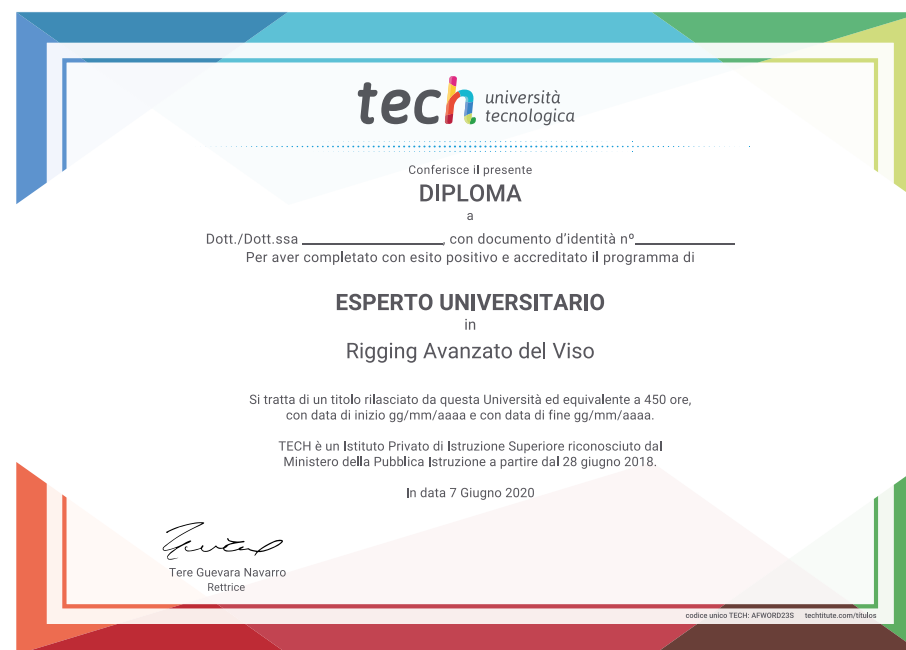 tech università
tecnologica
Conferisce il presente
DIPLOMA
a
Dott./Dott.ssa ____________________, con documento d'identità nº______________
Per aver completato con esito positivo e accreditato il programma di
ESPERTO UNIVERSITARIO
in
Rigging Avanzato del Viso
Si tratta di un titolo rilasciato da questa Università ed equivalente a 450 ore,
con data di inizio gg/mm/aaaa e con data di fine gg/mm/aaaa.
TECH è un Istituto Privato di Istruzione Superiore riconosciuto dal
Ministero della Pubblica Istruzione a partire dal 28 giugno 2018.
In data 7 Giugno 2020
Tere Guevara Navarro
Rettrice
codice unico TECH: AFWORD23S techtitute.com/titulos